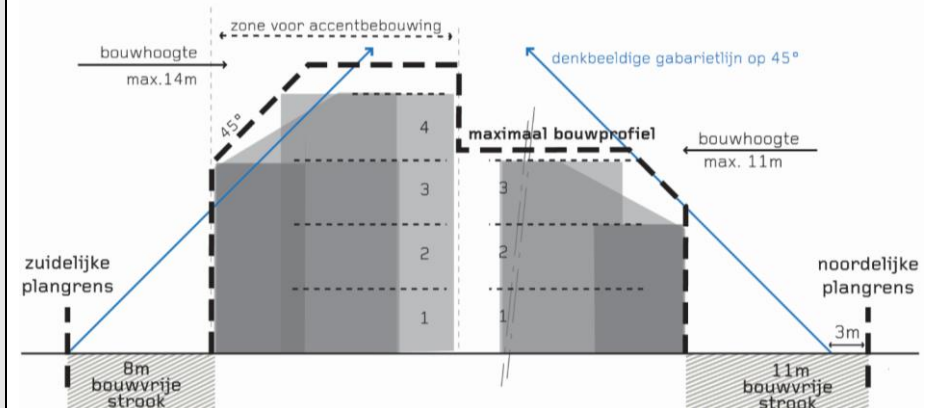 zone voor accentbebouwing
bouwhoogte
max.14m
denkbeeldige gabarietlijn op 45°
45°
maximaal bouwprofiel
bouwhoogte
max. 11m
4
3
3
2
2
1
1
zuidelijke
plangrens
noordelijke
plangrens
3m
8m
bouwvrije
strook
11m
bouwvrije
strook